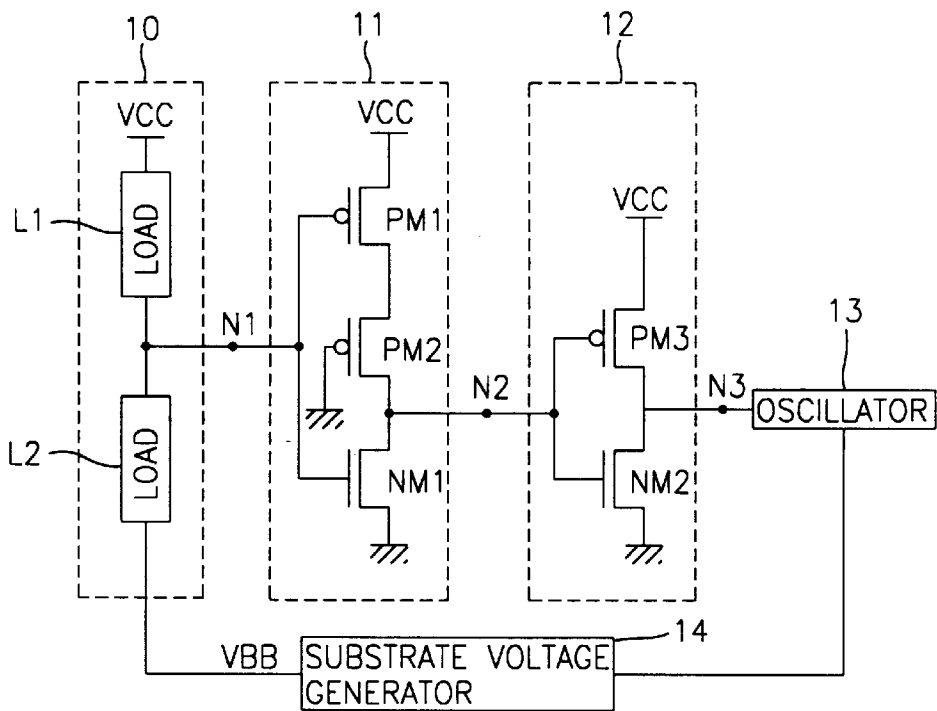 10
11
12
VCC
VCC
VCC
L1
LOAD
PM1
N1
PM2
PM3
13
N2
N3
OSCILLATOR
L2
LOAD
NM1
NM2
14
VBB
SUBSTRATE VOLTAGE
GENERATOR